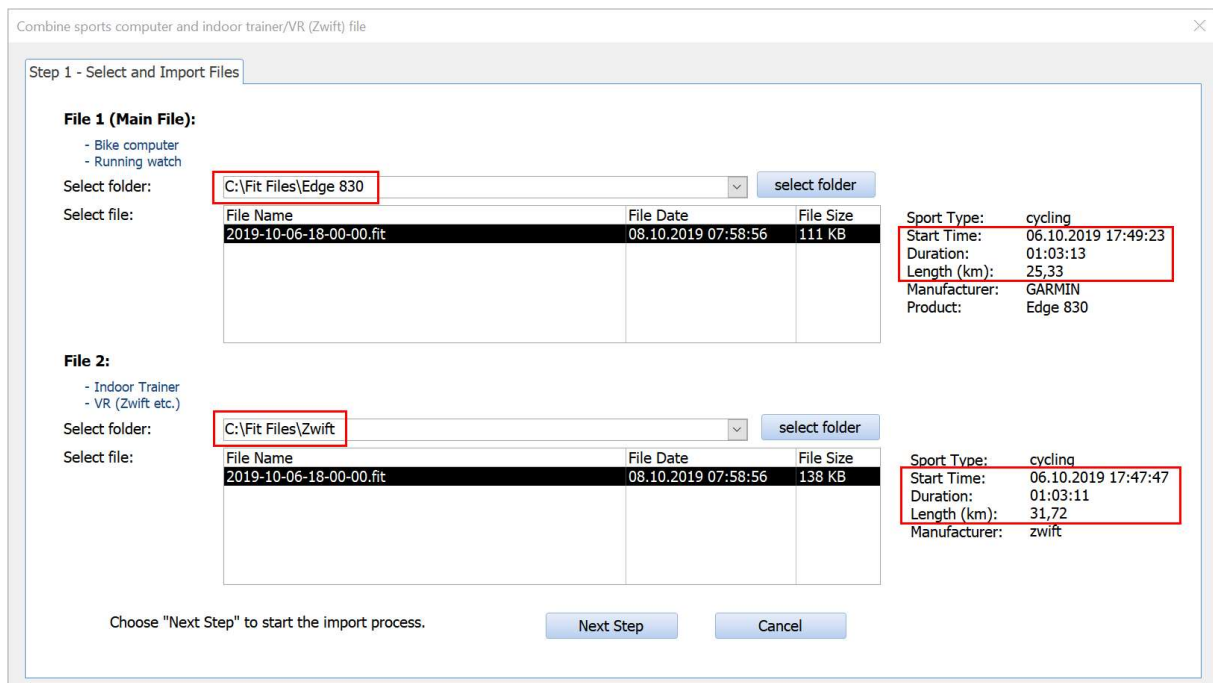 Combine sports computer and indoor trainer/VR (Zwift) file
Step 1 - Select and Import Files
File 1 (Main File):
- Bike computer
- Running watch
Select folder: C:\Fit Files\Edge 830 select folder
Select file: File Name File Date File Size
2019-10-06-18-00-00.fit 08.10.2019 07:58:56 111 KB
Sport Type: cycling
Start Time: 06.10.2019 17:49:23
Duration: 01:03:13
Length (km): 25,33
Manufacturer: GARMIN
Product: Edge 830
File 2:
- Indoor Trainer
- VR (Zwift etc.)
Select folder: C:\Fit Files\Zwift select folder
Select file: File Name File Date File Size
2019-10-06-18-00-00.fit 08.10.2019 07:58:56 138 KB
Sport Type: cycling
Start Time: 06.10.2019 17:47:47
Duration: 01:03:11
Length (km): 31,72
Manufacturer: zwift
Choose "Next Step" to start the import process. Next Step Cancel